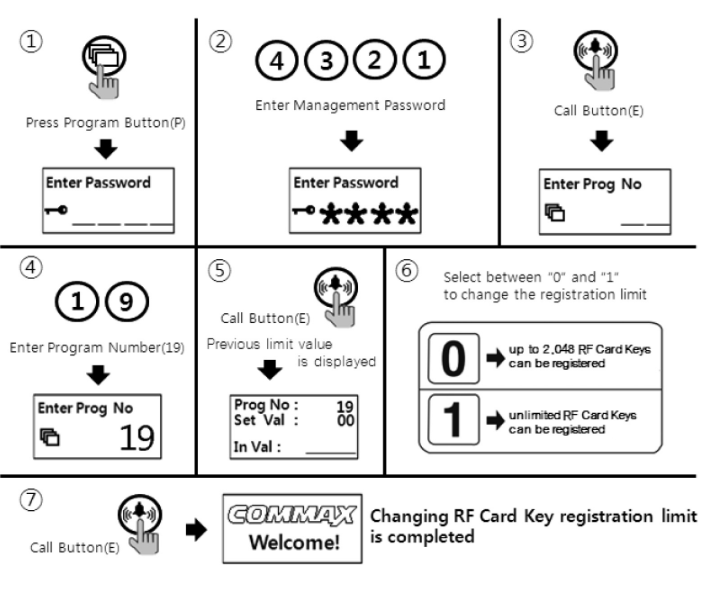 ①
Press Program Button(P)
Enter Password
②
4 3 2 1
Enter Management Password
Enter Passwo
****
③
Call Button(E)
Enter Prog No
④
1 9
Enter Program Number(19)
Enter Prog No
19
⑤
Call Button(E)
Previous limit value
is displayed
Prog No : 19
Set Val : 00
In Val :
⑥
Select between "0" and "1"
to change the registration limit
0
up to 2,048 RF Card Keys
can be registered
1
unlimited RF Card Keys
can be registered
⑦
Call Button(E)
COMMAX
Welcome!
Changing RF Card Key registration limit
is completed